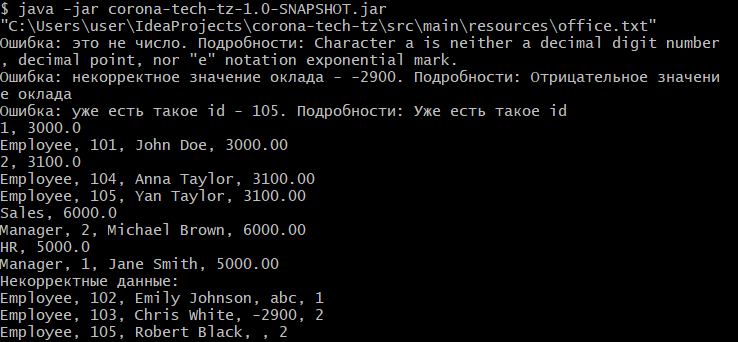 $ java -jar corona-tech-tz-1.0-SNAPSHOT.jar
"C:\Users\user\IdeaProjects\corona-tech-tz\src\main\resources\office.txt"
Ошибка: это не число. Подробности: Character a is neither a decimal digit number
, decimal point, nor "e" notation exponential mark.
Ошибка: некорректное значение оклада - -2900. Подробности: Отрицательное значени
е оклада
Ошибка: уже есть такое id - 105. Подробности: Уже есть такое id
1, 3000.0
Employee, 101, John Doe, 3000.00
2, 3100.0
Employee, 104, Anna Taylor, 3100.00
Employee, 105, Yan Taylor, 3100.00
Sales, 6000.0
Manager, 2, Michael Brown, 6000.00
HR, 5000.0
Manager, 1, Jane Smith, 5000.00
Некорректные данные:
Employee, 102, Emily Johnson, abc, 1
Employee, 103, Chris White, -2900, 2
Employee, 105, Robert Black, , 2